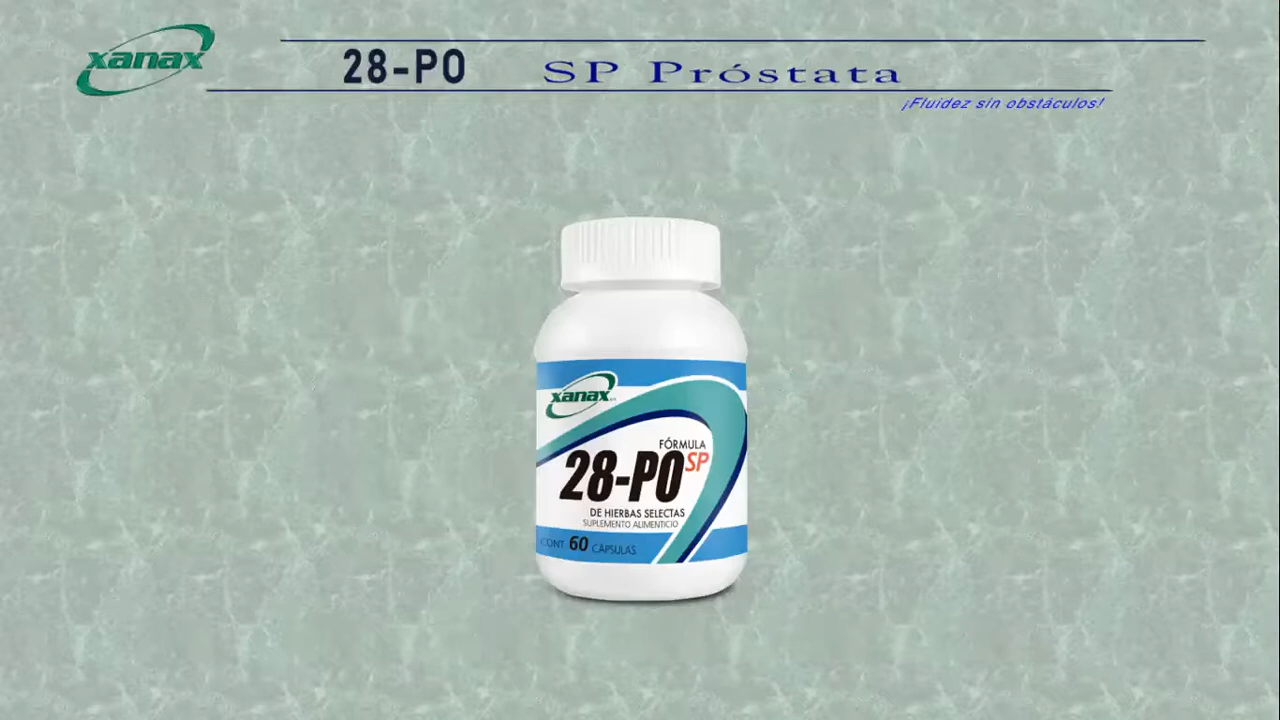 xanax
28-PO SP Próstata
¡Fluidez sin obstáculos!
xanax
FÓRMULA
28-PO SP
DE HIERBAS SELECTAS
SUPLEMENTO ALIMENTICIO
CONT 60 CÁPSULAS